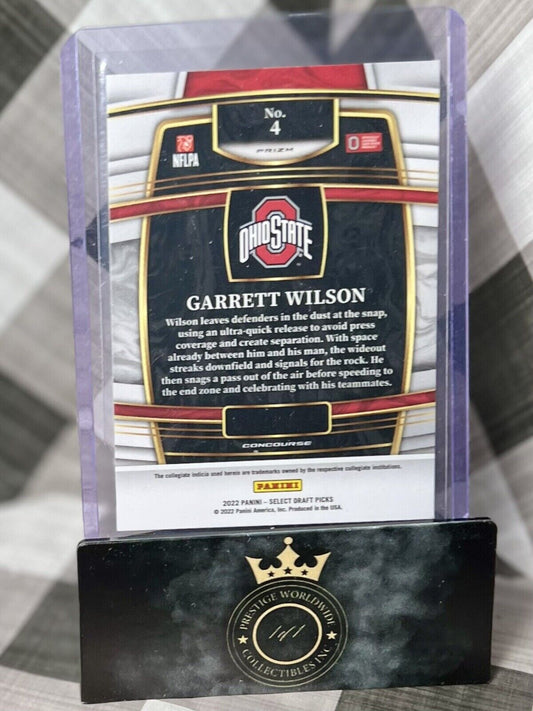 No.
4
PRIZM
NFLPA
O
OHIO STATE
GARRETT WILSON
Wilson leaves defenders in the dust at the snap,
using an ultra-quick release to avoid press
coverage and create separation. With space
already between him and his man, the wideout
streaks downfield and signals for the rock. He
then snags a pass out of the air before speeding to
the end zone and celebrating with his teammates.
CONCOURSE
The collegiate indicia used herein are trademarks owned by the respective collegiate institutions.
PANINI
2022 PANINI – SELECT DRAFT PICKS
© 2022 Panini America, Inc. Produced in the USA.
PRESTIGE WORLDWIDE
1of1
COLLECTIBLES INC